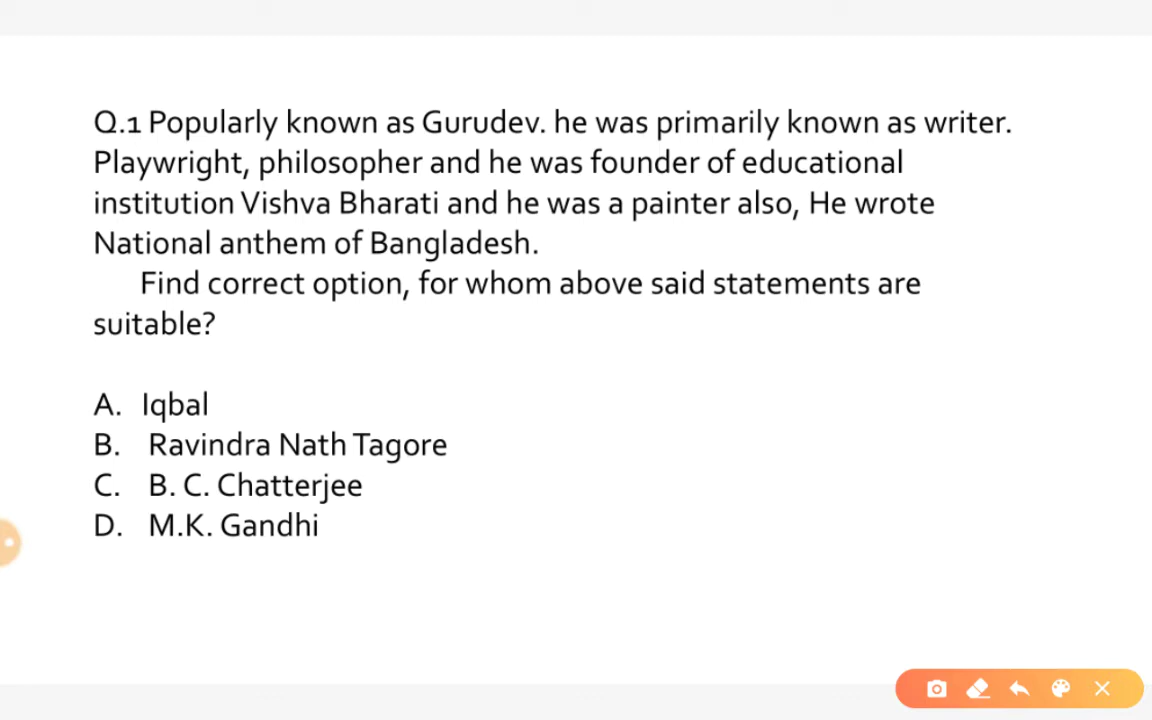 Q.1 Popularly known as Gurudev. he was primarily known as writer.
Playwright, philosopher and he was founder of educational
institution Vishva Bharati and he was a painter also, He wrote
National anthem of Bangladesh.
Find correct option, for whom above said statements are
suitable?
A. Iqbal
B. Ravindra Nath Tagore
C. B. C. Chatterjee
D. M.K. Gandhi